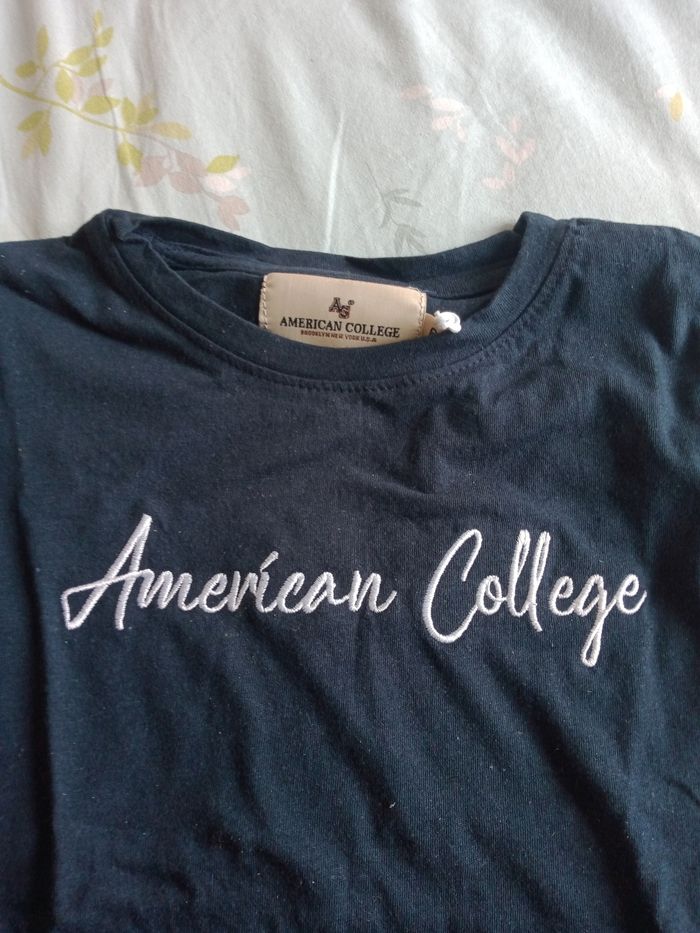 AS
AMERICAN COLLEGE
BROOKLYN NEW YORK U.S.A
American College